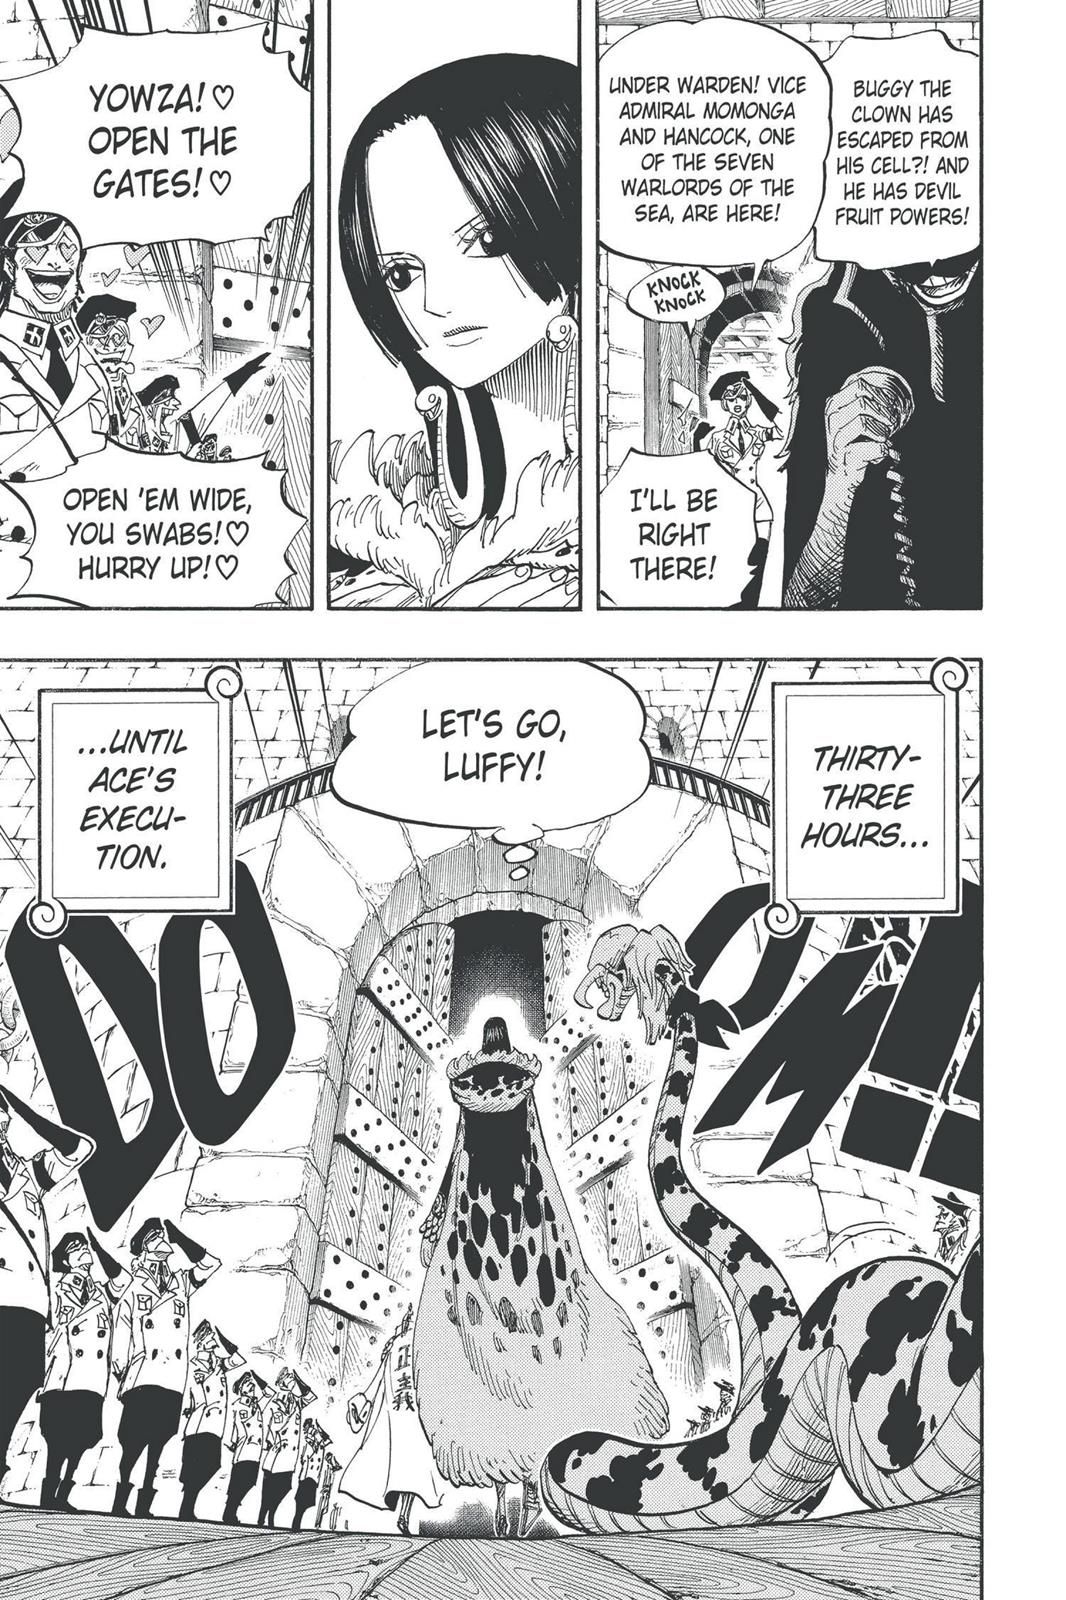 BUGGY THE
CLOWN HAS
ESCAPED FROM
HIS CELL?! AND
HE HAS DEVIL
FRUIT POWERS!
UNDER WARDEN! VICE
ADMIRAL MOMONGA
AND HANCOCK, ONE
OF THE SEVEN
WARLORDS OF THE
SEA, ARE HERE!
KNOCK
KNOCK
I'LL BE
RIGHT
THERE!
YOWZA!♡
OPEN THE
GATES!♡
OPEN 'EM WIDE,
YOU SWABS!♡
HURRY UP!♡
THIRTY-
THREE
HOURS...
LET'S GO,
LUFFY!
...UNTIL
ACE'S
EXECU-
TION.
DOOM!!
正
義